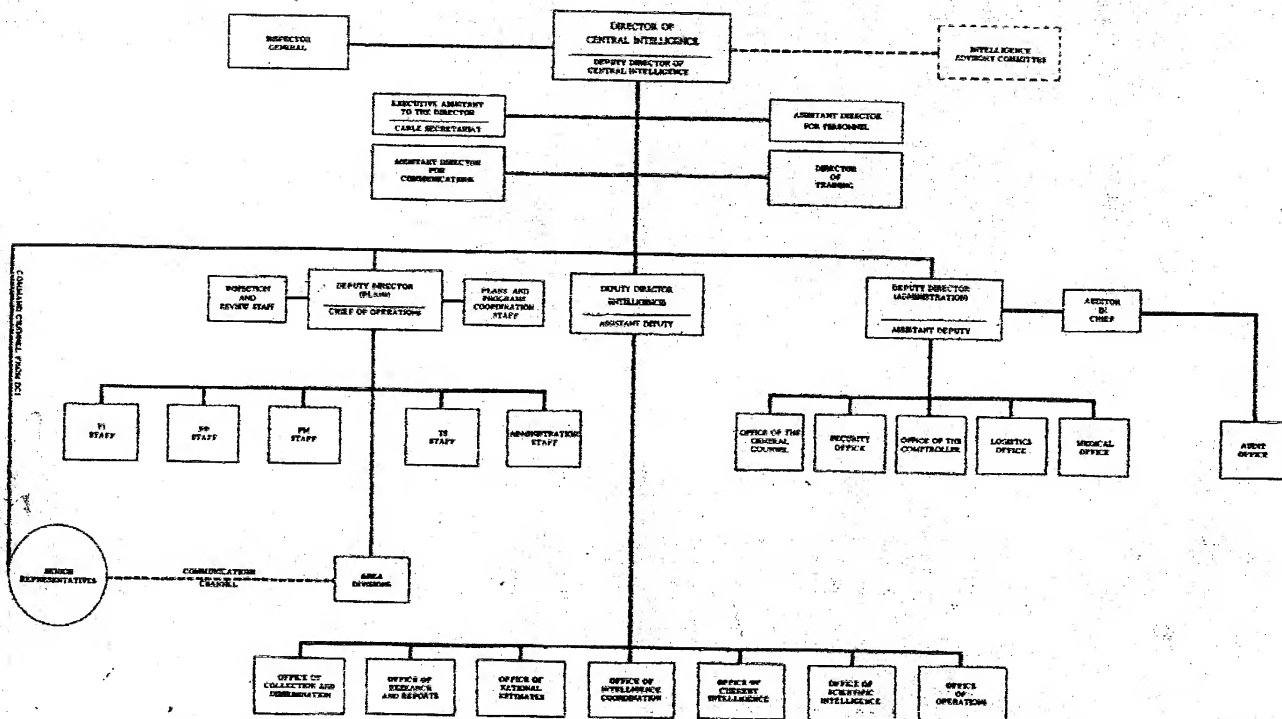 INSPECTOR
GENERAL
DIRECTOR OF
CENTRAL INTELLIGENCE
DEPUTY DIRECTOR OF
CENTRAL INTELLIGENCE
INTELLIGENCE
ADVISORY COMMITTEE
EXECUTIVE ASSISTANT
TO THE DIRECTOR
CABLE SECRETARIAT
ASSISTANT DIRECTOR
FOR PERSONNEL
ASSISTANT DIRECTOR
FOR
COMMUNICATIONS
DIRECTOR
OF
TRAINING
COMMAND CHANNEL FROM DCI
INSPECTION
AND
REVIEW STAFF
DEPUTY DIRECTOR
(PLANS)
CHIEF OF OPERATIONS
PLANS AND
PROGRAMS
COORDINATION
STAFF
DEPUTY DIRECTOR
INTELLIGENCE
ASSISTANT DEPUTY
DEPUTY DIRECTOR
(ADMINISTRATION)
ASSISTANT DEPUTY
AUDITOR
IN
CHIEF
FI
STAFF
STAFF
PM
STAFF
TS
STAFF
ADMINISTRATION
STAFF
OFFICE OF THE
GENERAL
COUNSEL
SECURITY
OFFICE
OFFICE OF THE
COMPTROLLER
LOGISTICS
OFFICE
MEDICAL
OFFICE
AUDIT
OFFICE
SENIOR
REPRESENTATIVES
COMMUNICATIONS
CHANNEL
AREA
DIVISIONS
OFFICE OF
COLLECTION AND
DISSEMINATION
OFFICE OF
RESEARCH
AND REPORTS
OFFICE OF
NATIONAL
ESTIMATES
OFFICE OF
INTELLIGENCE
COORDINATION
OFFICE OF
CURRENT
INTELLIGENCE
OFFICE OF
SCIENTIFIC
INTELLIGENCE
OFFICE
OF
OPERATIONS